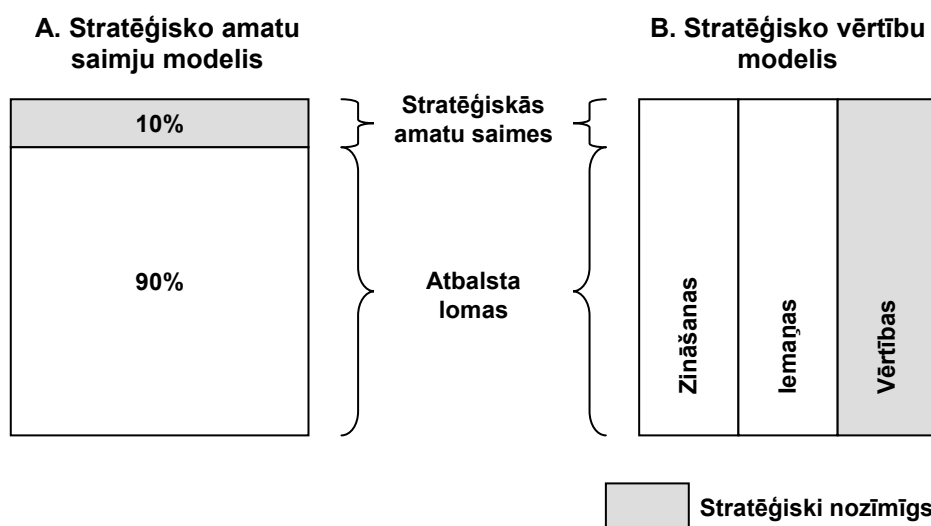 A. Stratēģisko amatu
saimju modelis
B. Stratēģisko vērtību
modelis
10%
90%
Stratēģiskās
amatu saimes
Atbalsta
lomas
Zināšanas
Iemaņas
Vērtības
Stratēģiski nozīmīgs